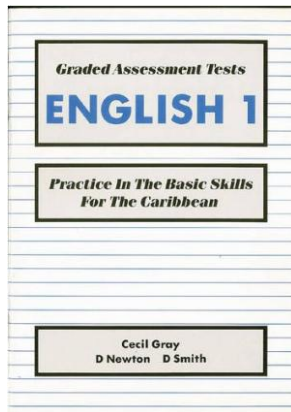 Graded Assessment Tests
ENGLISH 1
Practice In The Basic Skills
For The Caribbean
Cecil Gray
D Newton D Smith